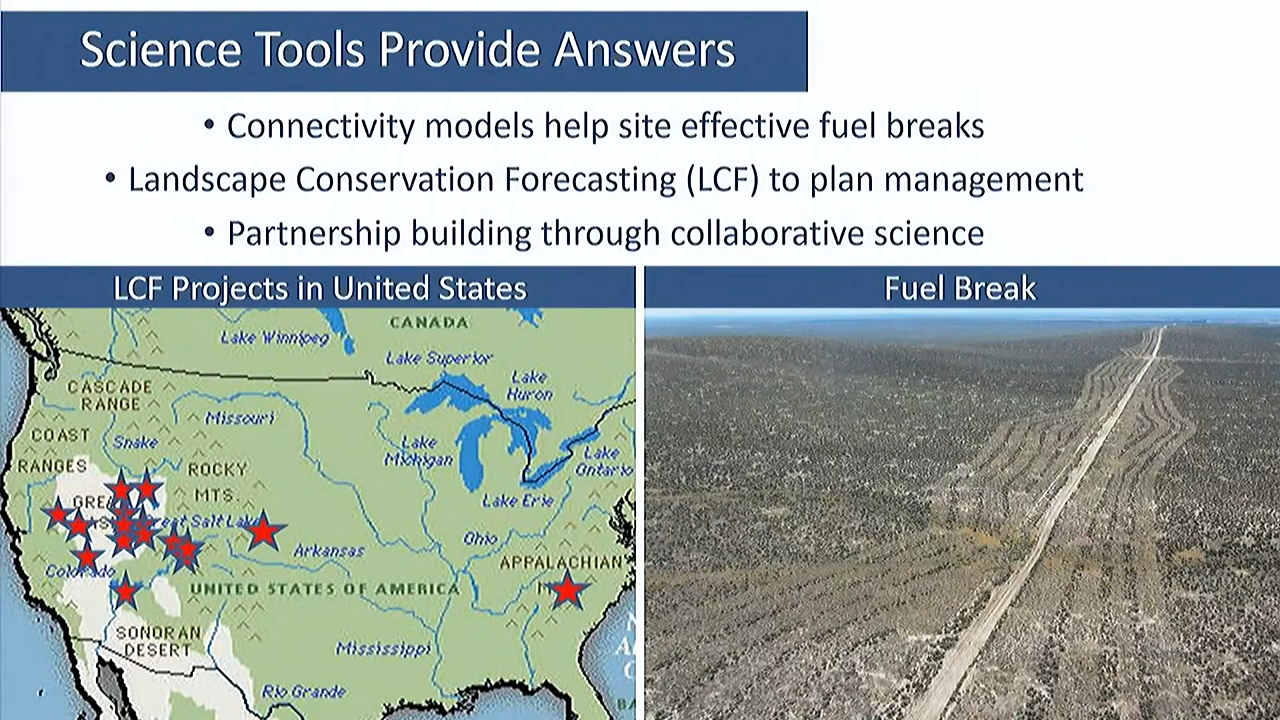 Science Tools Provide Answers
• Connectivity models help site effective fuel breaks
• Landscape Conservation Forecasting (LCF) to plan management
• Partnership building through collaborative science
LCF Projects in United States
Fuel Break
CANADA
Lake Winnipeg
Lake Superior
Lake
Huron
CASCADE
RANGE
Missouri
COAST
RANGES
Snake
Lake
Michigan
Lake
Ontario
ROCKY
MTS.
Lake Erie
Great Salt Lake
Ohio
Arkansas
APPALACHIAN
Colorado
UNITED STATES OF AMERICA
SONORAN
DESERT
Mississippi
Rio Grande